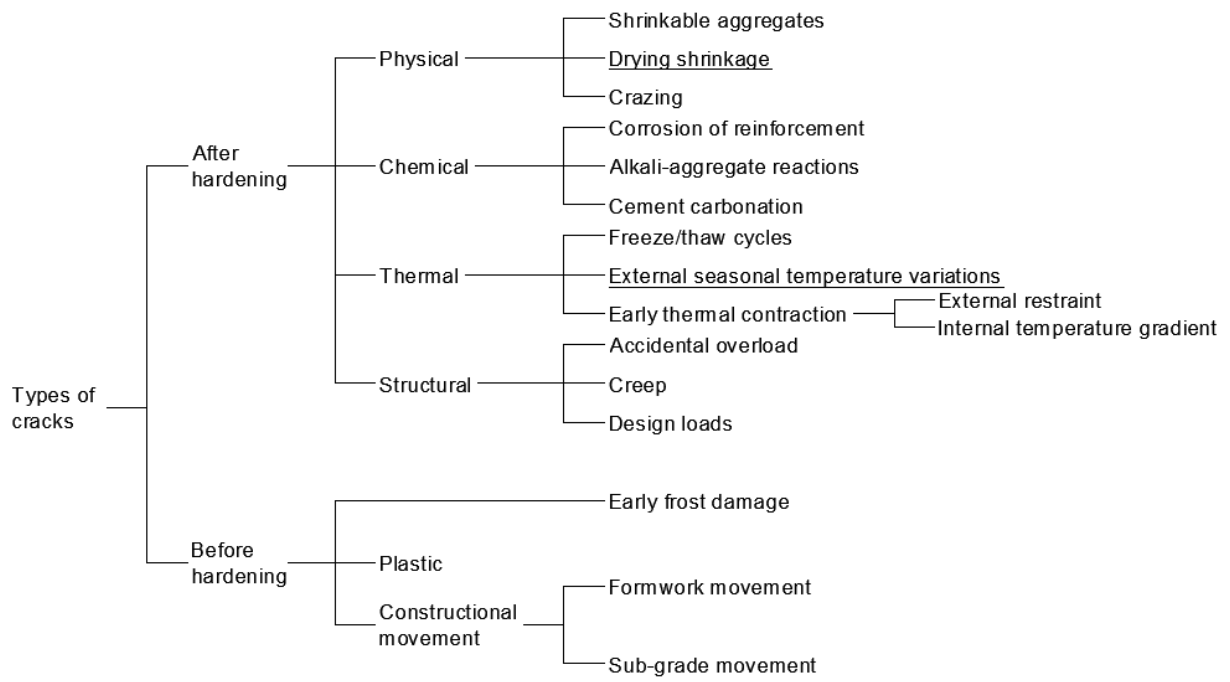 Types of
cracks
After
hardening
Physical
Shrinkable aggregates
Drying shrinkage
Crazing
Chemical
Corrosion of reinforcement
Alkali-aggregate reactions
Cement carbonation
Thermal
Freeze/thaw cycles
External seasonal temperature variations
Early thermal contraction
External restraint
Internal temperature gradient
Structural
Accidental overload
Creep
Design loads
Before
hardening
Early frost damage
Plastic
Constructional
movement
Formwork movement
Sub-grade movement